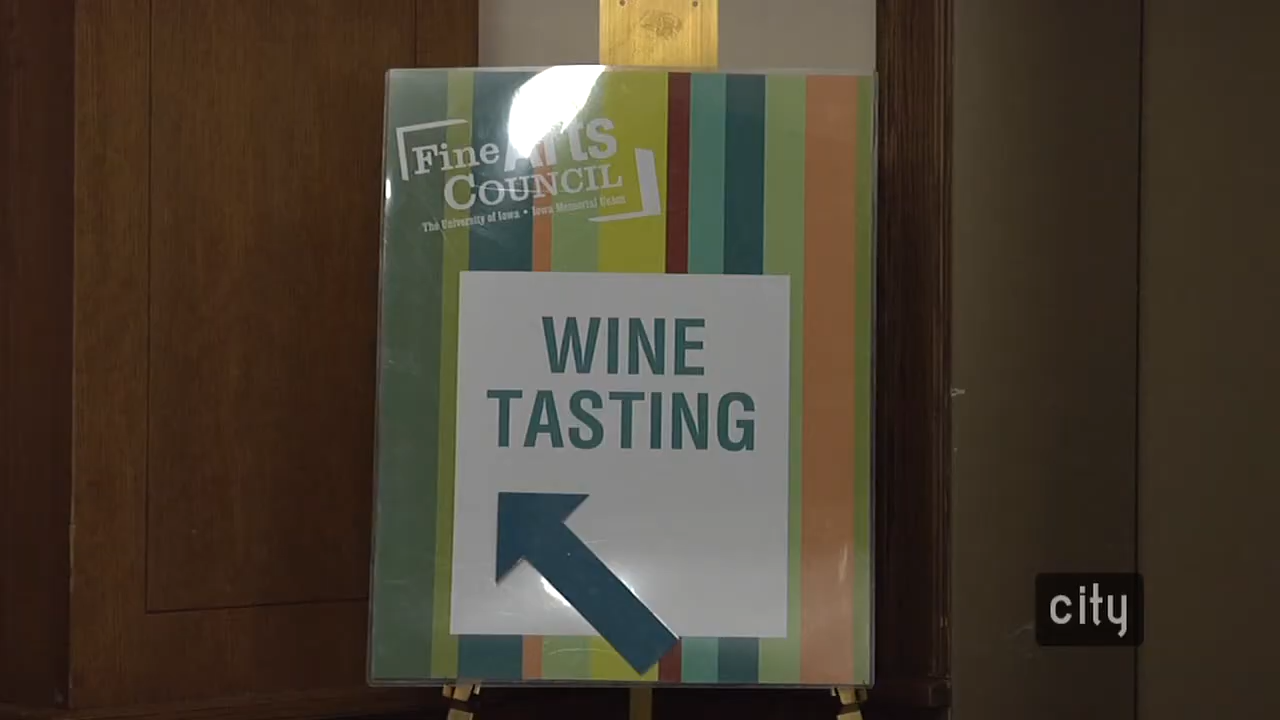 Fine Arts
COUNCIL
The University of Iowa • Iowa Memorial Union
WINE
TASTING
city